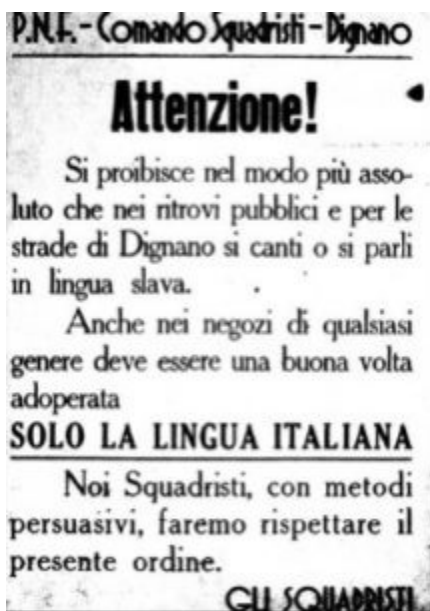 P.N.F. - Comando Squadristi - Dignano
Attenzione!
Si proibisce nel modo più asso-
luto che nei ritrovi pubblici e per le
strade di Dignano si canti o si parli
in lingua slava.
Anche nei negozi di qualsiasi
genere deve essere una buona volta
adoperata
SOLO LA LINGUA ITALIANA
Noi Squadristi, con metodi
persuasivi, faremo rispettare il
presente ordine.
GLI SQUADRISTI